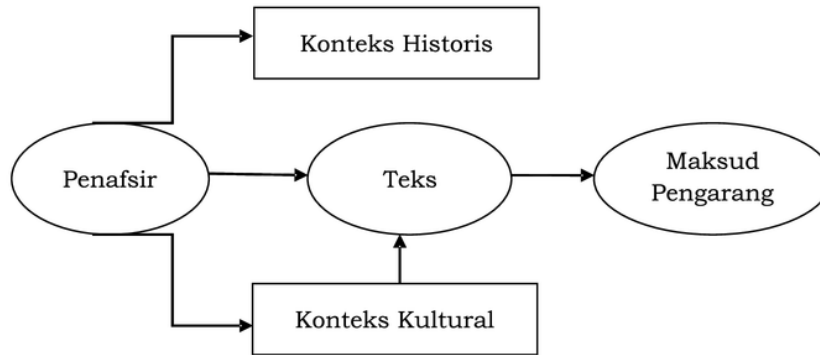 Konteks Historis
Penafsir
Teks
Maksud
Pengarang
Konteks Kultural